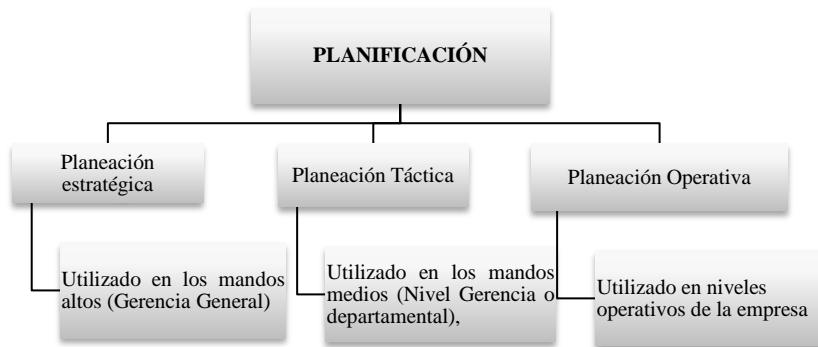 PLANIFICACIÓN
Planeación
estratégica
Planeación Táctica
Planeación Operativa
Utilizado en los mandos
altos (Gerencia General)
Utilizado en los mandos
medios (Nivel Gerencia o
departamental),
Utilizado en niveles
operativos de la empresa